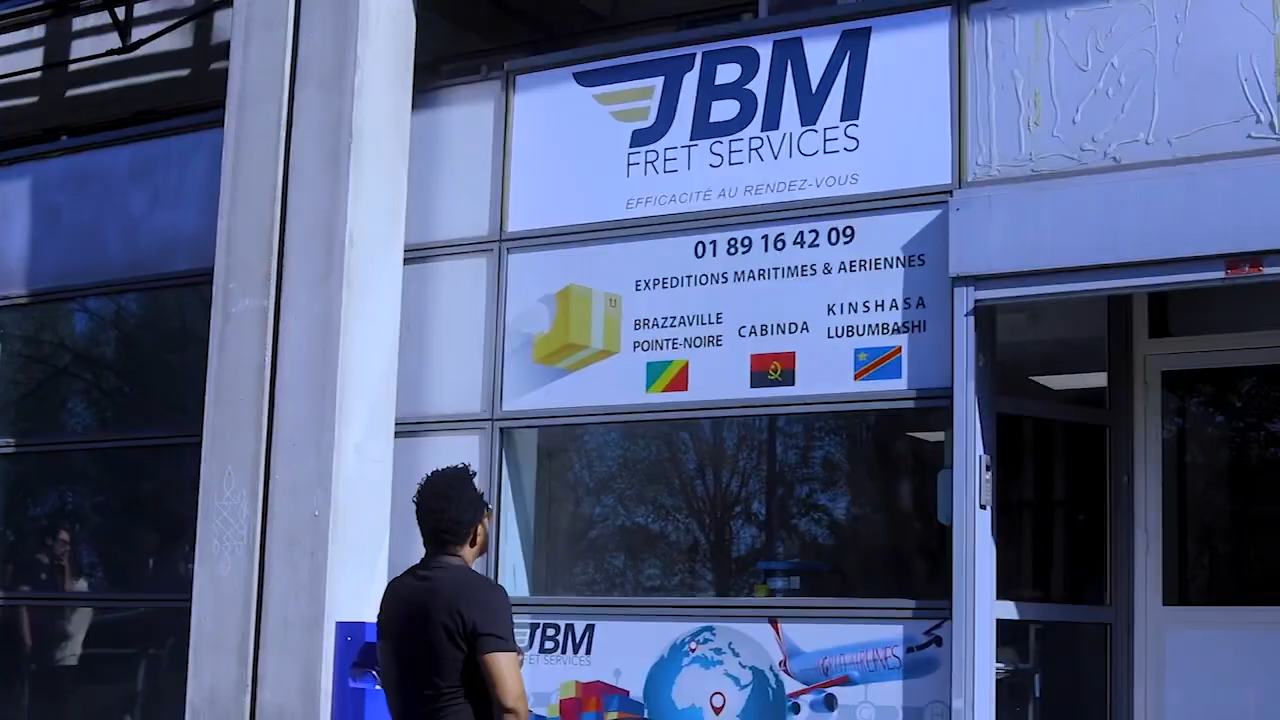 JBM
FRET SERVICES
EFFICACITÉ AU RENDEZ-VOUS
01 89 16 42 09
EXPEDITIONS MARITIMES & AERIENNES
BRAZZAVILLE
POINTE-NOIRE
CABINDA
KINSHASA
LUBUMBASHI
JBM
FRET SERVICES